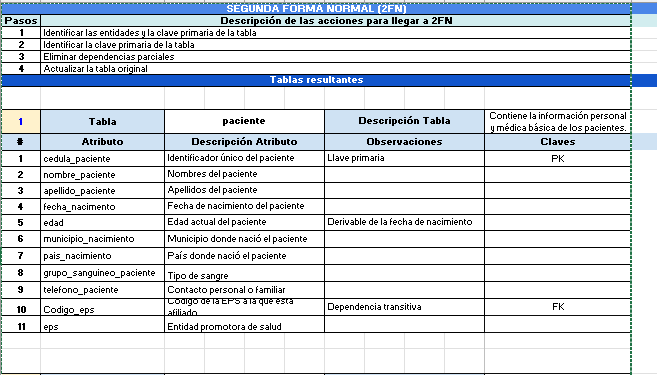 SEGUNDA FORMA NORMAL (2FN)
Pasos Descripción de las acciones para llegar a 2FN
1 Identificar las entidades y la clave primaria de la tabla
2 Identificar la clave primaria de la tabla
3 Eliminar dependencias parciales
4 Actualizar la tabla original
Tablas resultantes
1 Tabla paciente Descripción Tabla Contiene la información personal
y médica básica de los pacientes.
# Atributo Descripción Atributo Observaciones Claves
1 cedula_paciente Identificador único del paciente Llave primaria PK
2 nombre_paciente Nombres del paciente
3 apellido_paciente Apellidos del paciente
4 fecha_nacimento Fecha de nacimiento del paciente
5 edad Edad actual del paciente Derivable de la fecha de nacimiento
6 municipio_nacimiento Municipio donde nació el paciente
7 pais_nacimiento País donde nació el paciente
8 grupo_sanguineo_paciente Tipo de sangre
9 telefono_paciente Contacto personal o familiar
10 Codigo_eps Código de la EPS a la que está
afiliado Dependencia transitiva FK
11 eps Entidad promotora de salud